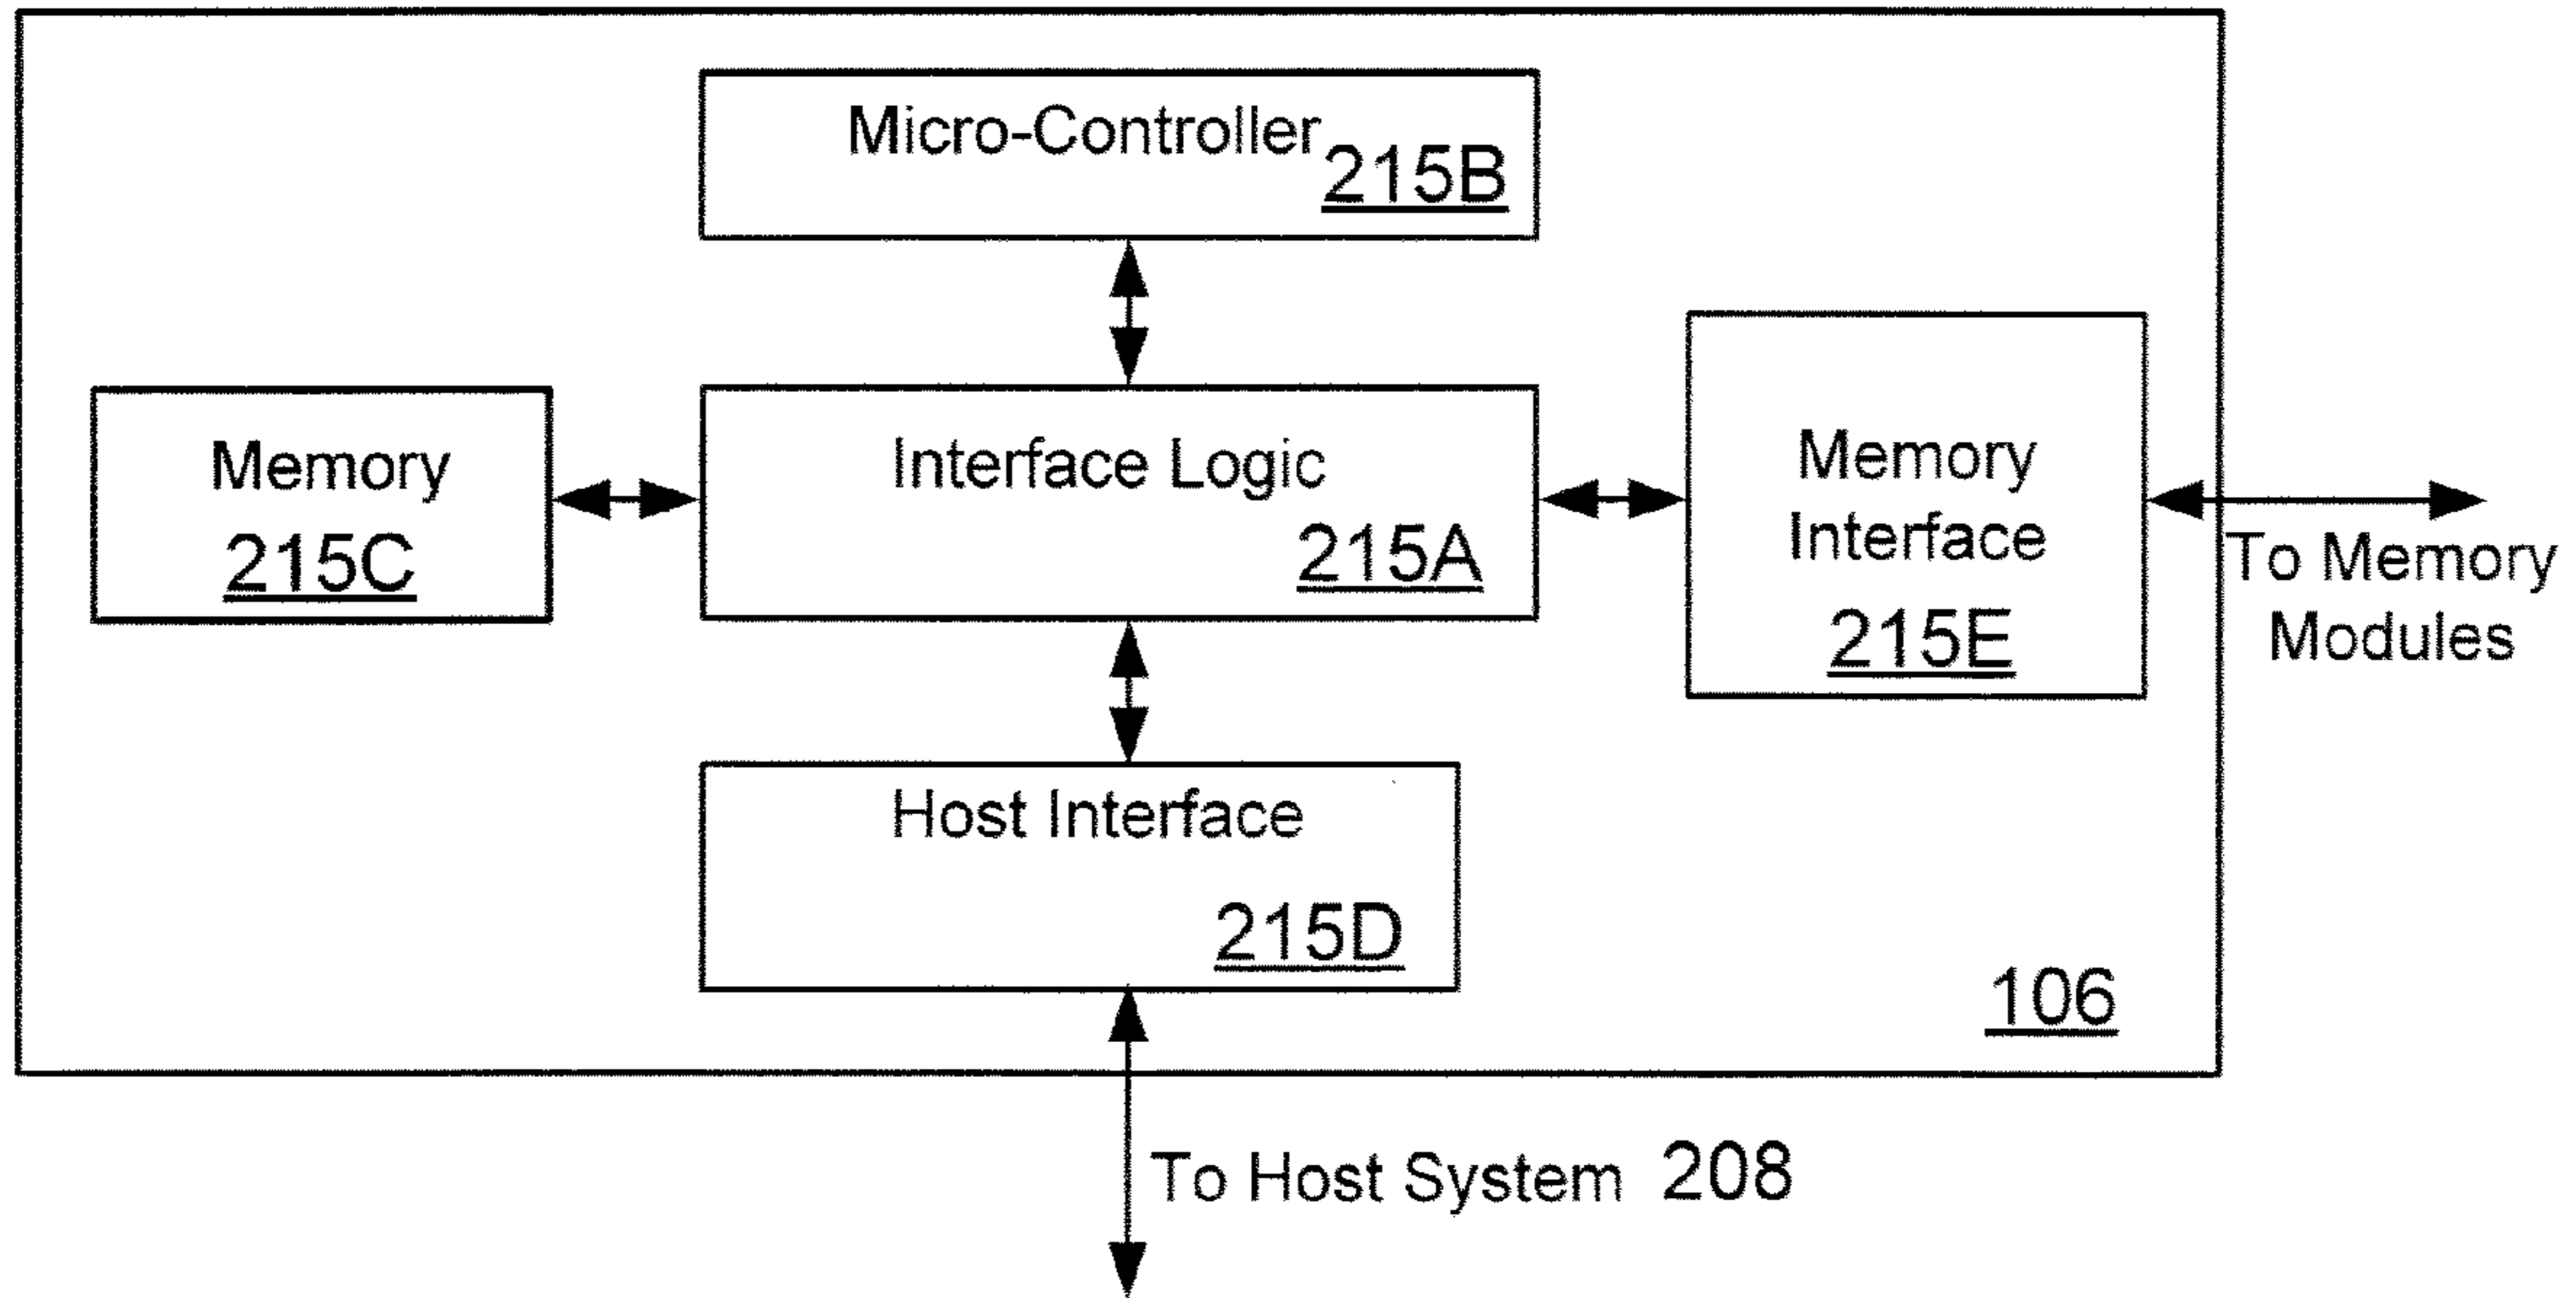 Micro-Controller
215B
Memory
215C
Interface Logic
215A
Memory
Interface
215E
To Memory
Modules
Host Interface
215D
106
To Host System 208